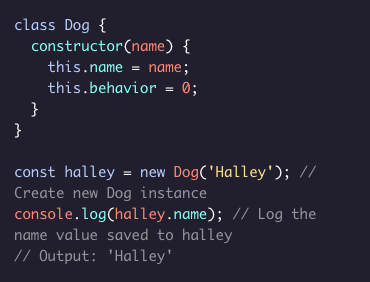 class Dog {
  constructor(name) {
    this.name = name;
    this.behavior = 0;
  }
}

const halley = new Dog('Halley'); //
Create new Dog instance
console.log(halley.name); // Log the
name value saved to halley
// Output: 'Halley'